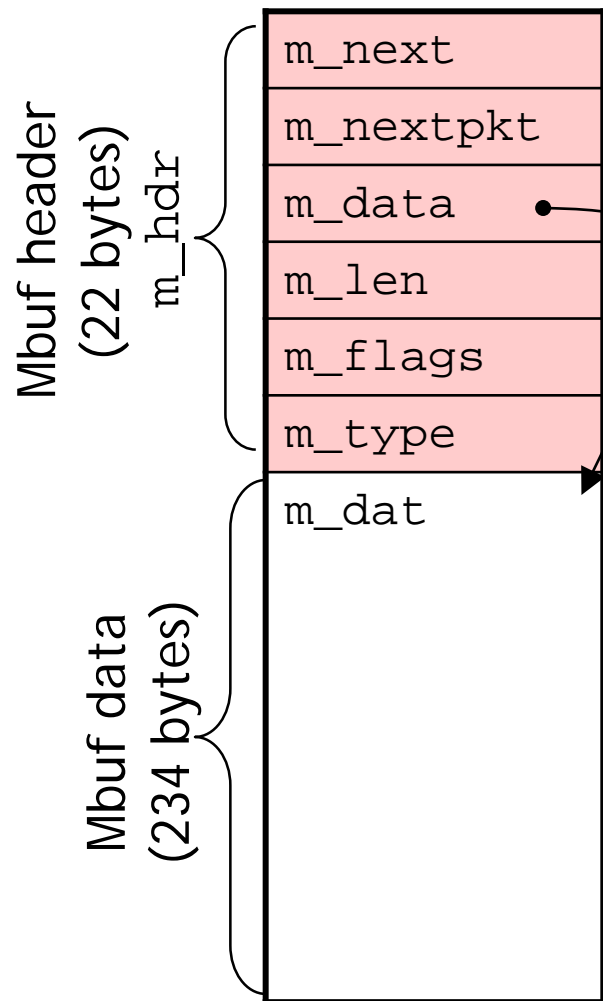 Mbuf header
(22 bytes)
m_hdr
m_next
m_nextpkt
m_data
m_len
m_flags
m_type
Mbuf data
(234 bytes)
m_dat